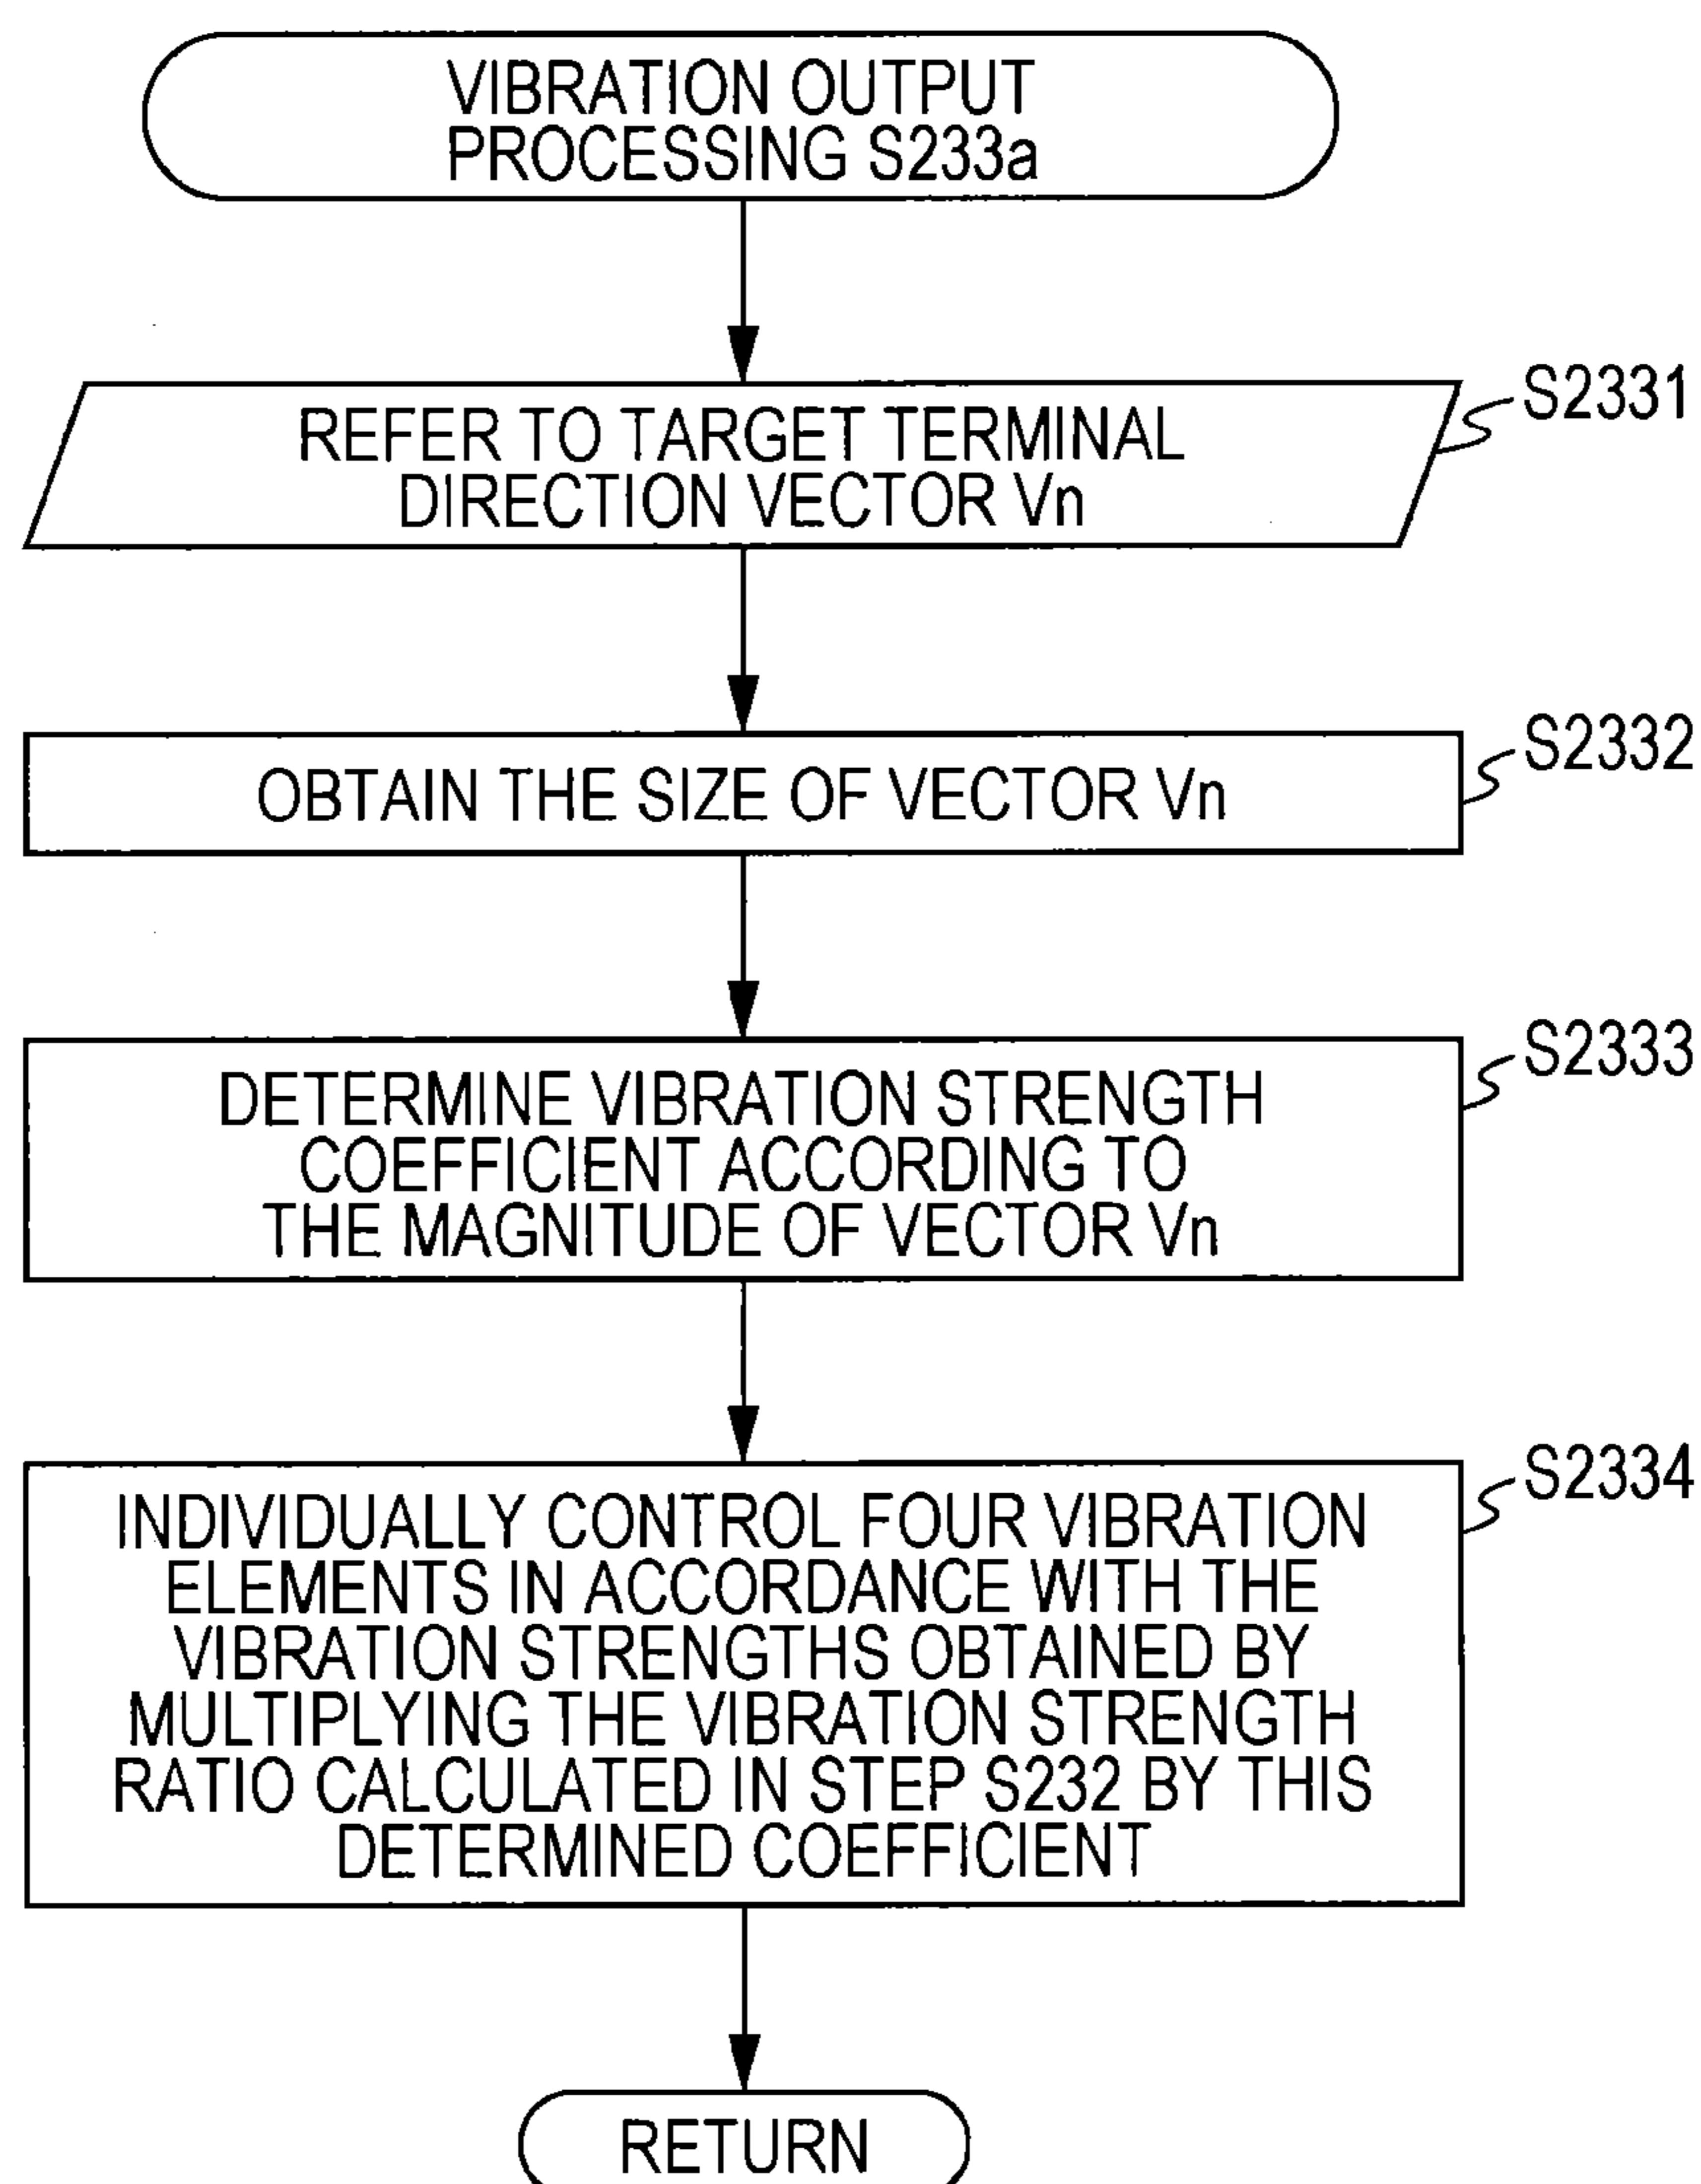 VIBRATION OUTPUT
PROCESSING S233a
REFER TO TARGET TERMINAL
DIRECTION VECTOR Vn
S2331
OBTAIN THE SIZE OF VECTOR Vn
S2332
DETERMINE VIBRATION STRENGTH
COEFFICIENT ACCORDING TO
THE MAGNITUDE OF VECTOR Vn
S2333
INDIVIDUALLY CONTROL FOUR VIBRATION
ELEMENTS IN ACCORDANCE WITH THE
VIBRATION STRENGTHS OBTAINED BY
MULTIPLYING THE VIBRATION STRENGTH
RATIO CALCULATED IN STEP S232 BY THIS
DETERMINED COEFFICIENT
S2334
RETURN